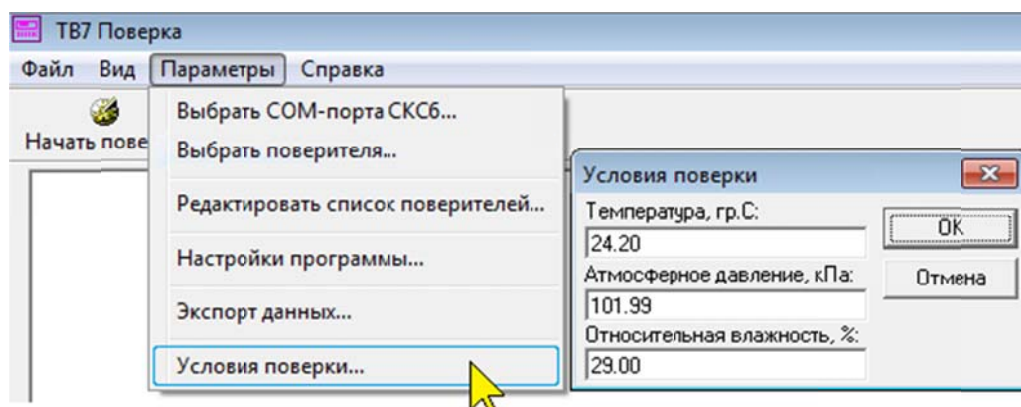 ТВ7 Поверка
Файл Вид Параметры Справка
Начать пове
Выбрать COM-порта СКС6...
Выбрать поверителя...
Редактировать список поверителей...
Настройки программы...
Экспорт данных...
Условия поверки...
Условия поверки
Температура, гр.С:
24.20
Атмосферное давление, кПа:
101.99
Относительная влажность, %:
29.00
OK
Отмена